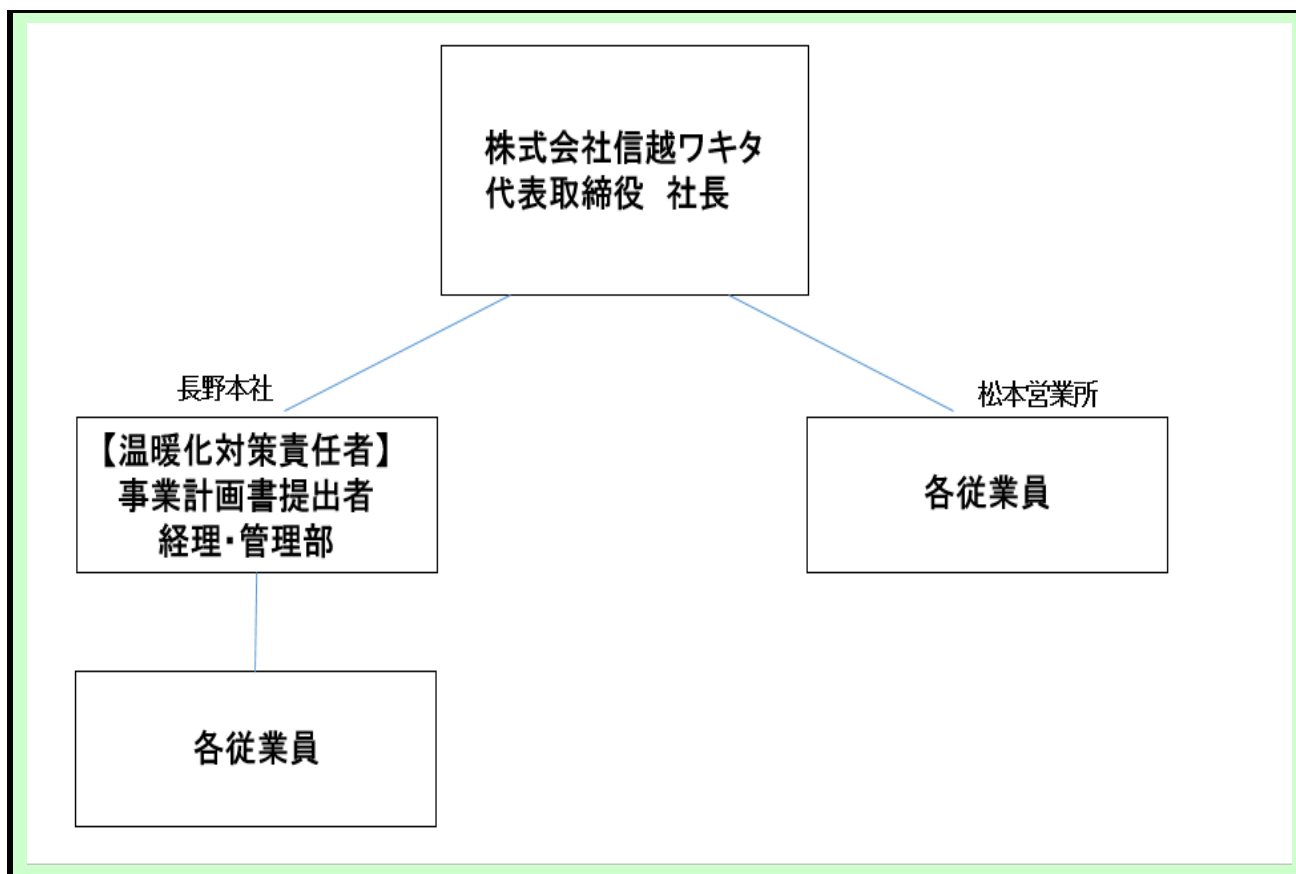 株式会社信越ワキタ
代表取締役　社長
長野本社
松本営業所
【温暖化対策責任者】
事業計画書提出者
経理・管理部
各従業員
各従業員